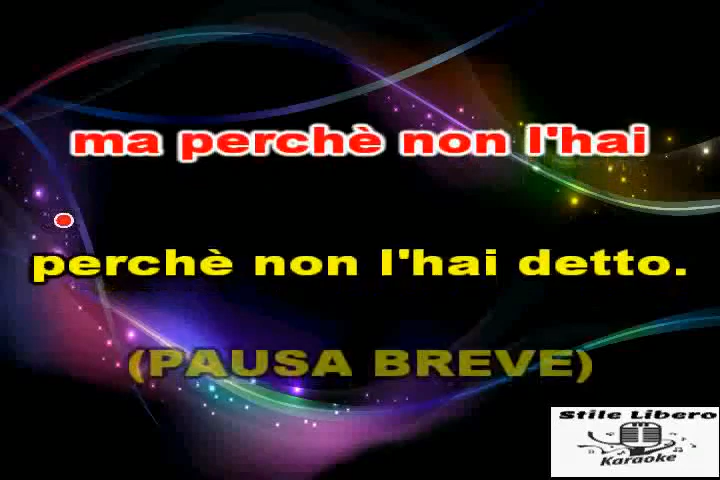 ma perchè non l'hai
perchè non l'hai detto.
(PAUSA BREVE)
Stile Libero
Karaoke